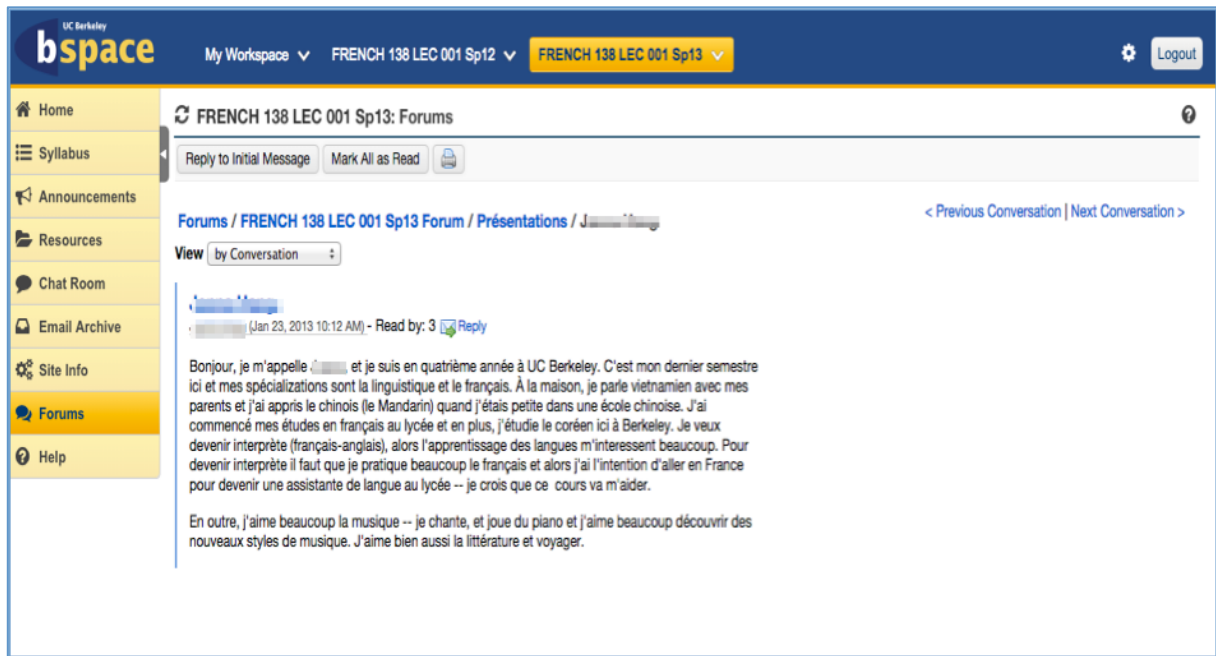 UC Berkeley
bspace
My Workspace FRENCH 138 LEC 001 Sp12 FRENCH 138 LEC 001 Sp13 Logout
Home
Syllabus
Announcements
Resources
Chat Room
Email Archive
Site Info
Forums
Help
FRENCH 138 LEC 001 Sp13: Forums
Reply to Initial Message Mark All as Read
< Previous Conversation | Next Conversation >
Forums / FRENCH 138 LEC 001 Sp13 Forum / Présentations /
View by Conversation
(Jan 23, 2013 10:12 AM) - Read by: 3 Reply
Bonjour, je m'appelle et je suis en quatrième année à UC Berkeley. C'est mon dernier semestre
ici et mes spécializations sont la linguistique et le français. À la maison, je parle vietnamien avec mes
parents et j'ai appris le chinois (le Mandarin) quand j'étais petite dans une école chinoise. J'ai
commencé mes études en français au lycée et en plus, j'étudie le coréen ici à Berkeley. Je veux
devenir interprète (français-anglais), alors l'apprentissage des langues m'interessent beaucoup. Pour
devenir interprète il faut que je pratique beaucoup le français et alors j'ai l'intention d'aller en France
pour devenir une assistante de langue au lycée -- je crois que ce cours va m'aider.
En outre, j'aime beaucoup la musique -- je chante, et joue du piano et j'aime beaucoup découvrir des
nouveaux styles de musique. J'aime bien aussi la littérature et voyager.